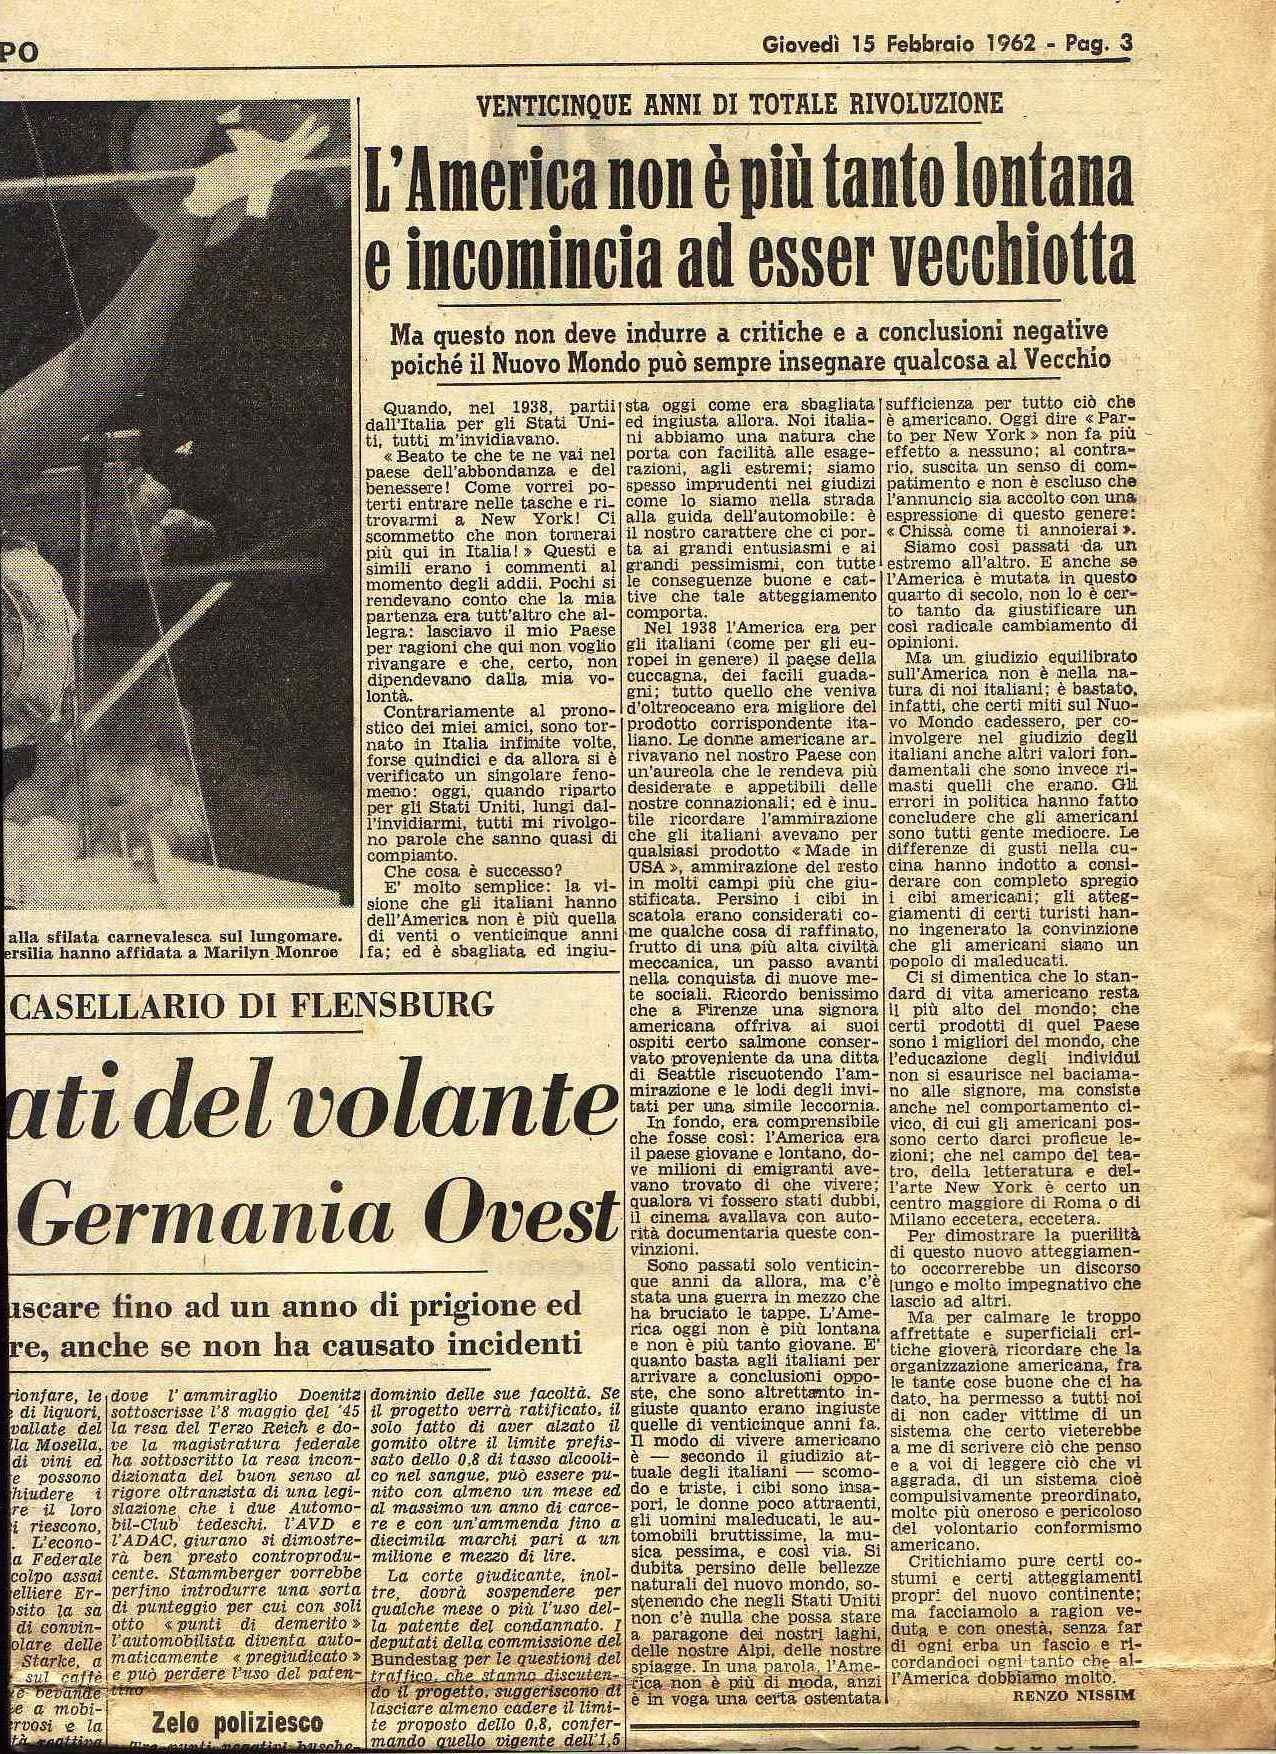 PO
Giovedì 15 Febbraio 1962 - Pag. 3
VENTICINQUE ANNI DI TOTALE RIVOLUZIONE
L'America non è più tanto lontana
e incomincia ad esser vecchiotta
Ma questo non deve indurre a critiche e a conclusioni negative
poiché il Nuovo Mondo può sempre insegnare qualcosa al Vecchio
Quando, nel 1938, partii
dall'Italia per gli Stati Uni-
ti, tutti m'invidiavano.
« Beato te che te ne vai nel
paese dell'abbondanza e del
benessere! Come vorrei po-
terti entrare nelle tasche e ri-
trovarmi a New York! Ci
scommetto che non tornerai
più qui in Italia! » Questi e
simili erano i commenti al
momento degli addii. Pochi si
rendevano conto che la mia
partenza era tutt'altro che al-
legra: lasciavo il mio Paese
per ragioni che qui non voglio
rivangare e che, certo, non
dipendevano dalla mia vo-
lontà.
Contrariamente al prono-
stico dei miei amici, sono tor-
nato in Italia infinite volte,
forse quindici e da allora si è
verificato un singolare feno-
meno: oggi, quando riparto
per gli Stati Uniti, lungi dal-
l'invidiarmi, tutti mi rivolgo-
no parole che sanno quasi di
compianto.
Che cosa è successo?
E' molto semplice: la vi-
sione che gli italiani hanno
dell'America non è più quella
di venti o venticinque anni
fa; ed è sbagliata ed ingiu-
sta oggi come era sbagliata
ed ingiusta allora. Noi italia-
ni abbiamo una natura che
porta con facilità alle esage-
razioni, agli estremi; siamo
spesso imprudenti nei giudizi
come lo siamo nella strada
alla guida dell'automobile: è
il nostro carattere che ci por-
ta ai grandi entusiasmi e ai
grandi pessimismi, con tutte
le conseguenze buone e cat-
tive che tale atteggiamento
comporta.
Nel 1938 l'America era per
gli italiani (come per gli eu-
ropei in genere) il paese della
cuccagna, dei facili guada-
gni; tutto quello che veniva
d'oltreoceano era migliore del
prodotto corrispondente ita-
liano. Le donne americane ar-
rivavano nel nostro Paese con
un'aureola che le rendeva più
desiderate e appetibili delle
nostre connazionali; ed è inu-
tile ricordare l'ammirazione
che gli italiani avevano per
qualsiasi prodotto « Made in
USA », ammirazione del resto
in molti campi più che giu-
stificata. Persino i cibi in
scatola erano considerati co-
me qualche cosa di raffinato,
frutto di una più alta civiltà
meccanica, un passo avanti
nella conquista di nuove me-
te sociali. Ricordo benissimo
che a Firenze una signora
americana offriva ai suoi
ospiti certo salmone conser-
vato proveniente da una ditta
di Seattle riscuotendo l'am-
mirazione e le lodi degli invi-
tati per una simile leccornia.
In fondo, era comprensibile
che fosse così: l'America era
il paese giovane e lontano, do-
ve milioni di emigranti ave-
vano trovato di che vivere;
qualora vi fossero stati dubbi,
il cinema avallava con auto-
rità documentaria queste con-
vinzioni.
Sono passati solo venticin-
que anni da allora, ma c'è
stata una guerra in mezzo che
ha bruciato le tappe. L'Ame-
rica oggi non è più lontana
e non è più tanto giovane. E'
quanto basta agli italiani per
arrivare a conclusioni oppo-
ste, che sono altrettanto in-
giuste quanto erano ingiuste
quelle di venticinque anni fa.
Il modo di vivere americano
è — secondo il giudizio at-
tuale degli italiani — scomo-
do e triste, i cibi sono insa-
pori, le donne poco attraenti,
gli uomini maleducati, le au-
tomobili bruttissime, la mu-
sica pessima, e così via. Si
dubita persino delle bellezze
naturali del nuovo mondo, so-
stenendo che negli Stati Uniti
non c'è nulla che possa stare
a paragone dei nostri laghi,
delle nostre Alpi, delle nostre
spiagge. In una parola, l'Ame-
rica non è più di moda, anzi
è in voga una certa ostentata
sufficienza per tutto ciò che
è americano. Oggi dire « Par-
to per New York » non fa più
effetto a nessuno; al contra-
rio, suscita un senso di com-
patimento e non è escluso che
l'annuncio sia accolto con una
espressione di questo genere:
« Chissà come ti annoierai ».
Siamo così passati da un
estremo all'altro. E anche se
l'America è mutata in questo
quarto di secolo, non lo è cer-
to tanto da giustificare un
così radicale cambiamento di
opinioni.
Ma un giudizio equilibrato
sull'America non è nella na-
tura di noi italiani; è bastato,
infatti, che certi miti sul Nuo-
vo Mondo cadessero, per co-
involgere nel giudizio degli
italiani anche altri valori fon-
damentali che sono invece ri-
masti quelli che erano. Gli
errori in politica hanno fatto
concludere che gli americani
sono tutti gente mediocre. Le
differenze di gusti nella cu-
cina hanno indotto a consi-
derare con completo spregio
i cibi americani; gli atteg-
giamenti di certi turisti han-
no ingenerato la convinzione
che gli americani siano un
popolo di maleducati.
Ci si dimentica che lo stan-
dard di vita americano resta
il più alto del mondo; che
certi prodotti di quel Paese
sono i migliori del mondo, che
l'educazione degli individui
non si esaurisce nel baciama-
no alle signore, ma consiste
anche nel comportamento ci-
vico, di cui gli americani pos-
sono certo darci proficue le-
zioni; che nel campo del tea-
tro, della letteratura e del-
l'arte New York è certo un
centro maggiore di Roma o di
Milano eccetera, eccetera.
Per dimostrare la puerilità
di questo nuovo atteggiamen-
to occorrerebbe un discorso
lungo e molto impegnativo che
lascio ad altri.
Ma per calmare le troppo
affrettate e superficiali cri-
tiche gioverà ricordare che la
organizzazione americana, fra
le tante cose buone che ci ha
dato, ha permesso a tutti noi
di non cader vittime di un
sistema che certo vieterebbe
a me di scrivere ciò che penso
e a voi di leggere ciò che vi
aggrada, di un sistema cioè
compulsivamente preordinato,
molto più oneroso e pericoloso
del volontario conformismo
americano.
Critichiamo pure certi co-
stumi e certi atteggiamenti
propri del nuovo continente;
ma facciamolo a ragion ve-
duta e con onestà, senza far
di ogni erba un fascio e ri-
cordandoci ogni tanto che al-
l'America dobbiamo molto.
RENZO NISSIM
alla sfilata carnevalesca sul lungomare.
ersilia hanno affidata a Marilyn Monroe
CASELLARIO DI FLENSBURG
ati del volante
Germania Ovest
uscare fino ad un anno di prigione ed
re, anche se non ha causato incidenti
rionfare, le
di liquori,
vallate del
lla Mosella,
di vini ed
e possono
chiudere i
re il loro
i riescono,
. L'econo-
a Federale
colpo assai
elliere Er-
osito la sa
di convin-
olare delle
Starke, a
sul caffè
e bevande
e a mobi-
rvosi e la
dove l'ammiraglio Doenitz
sottoscrisse l'8 maggio del '45
la resa del Terzo Reich e do-
ve la magistratura federale
ha sottoscritto la resa incon-
dizionata del buon senso al
rigore oltranzista di una legi-
slazione che i due Automo-
bil-Club tedeschi, l'AVD e
l'ADAC, giurano si dimostre-
rà ben presto controprodu-
cente. Stammberger vorrebbe
perfino introdurre una sorta
di punteggio per cui con soli
otto « punti di demerito »
l'automobilista diventa auto-
maticamente « pregiudicato »
e può perdere l'uso del paten-
tino
Zelo poliziesco
Tre punti negativi busche-
dominio delle sue facoltà. Se
il progetto verrà ratificato, il
solo fatto di aver alzato il
gomito oltre il limite prefis-
sato dello 0,8 di tasso alcooli-
co nel sangue, può essere pu-
nito con almeno un mese ed
al massimo un anno di carce-
re e con un'ammenda fino a
diecimila marchi pari a un
milione e mezzo di lire.
La corte giudicante, inol-
tre, dovrà sospendere per
qualche mese o più l'uso del-
la patente del condannato. I
deputati della commissione del
Bundestag per le questioni del
traffico, che stanno discuten-
do il progetto, suggeriscono di
lasciare almeno cadere il limi-
te proposto dello 0.8, confer-
mando quello vigente dell'1,5